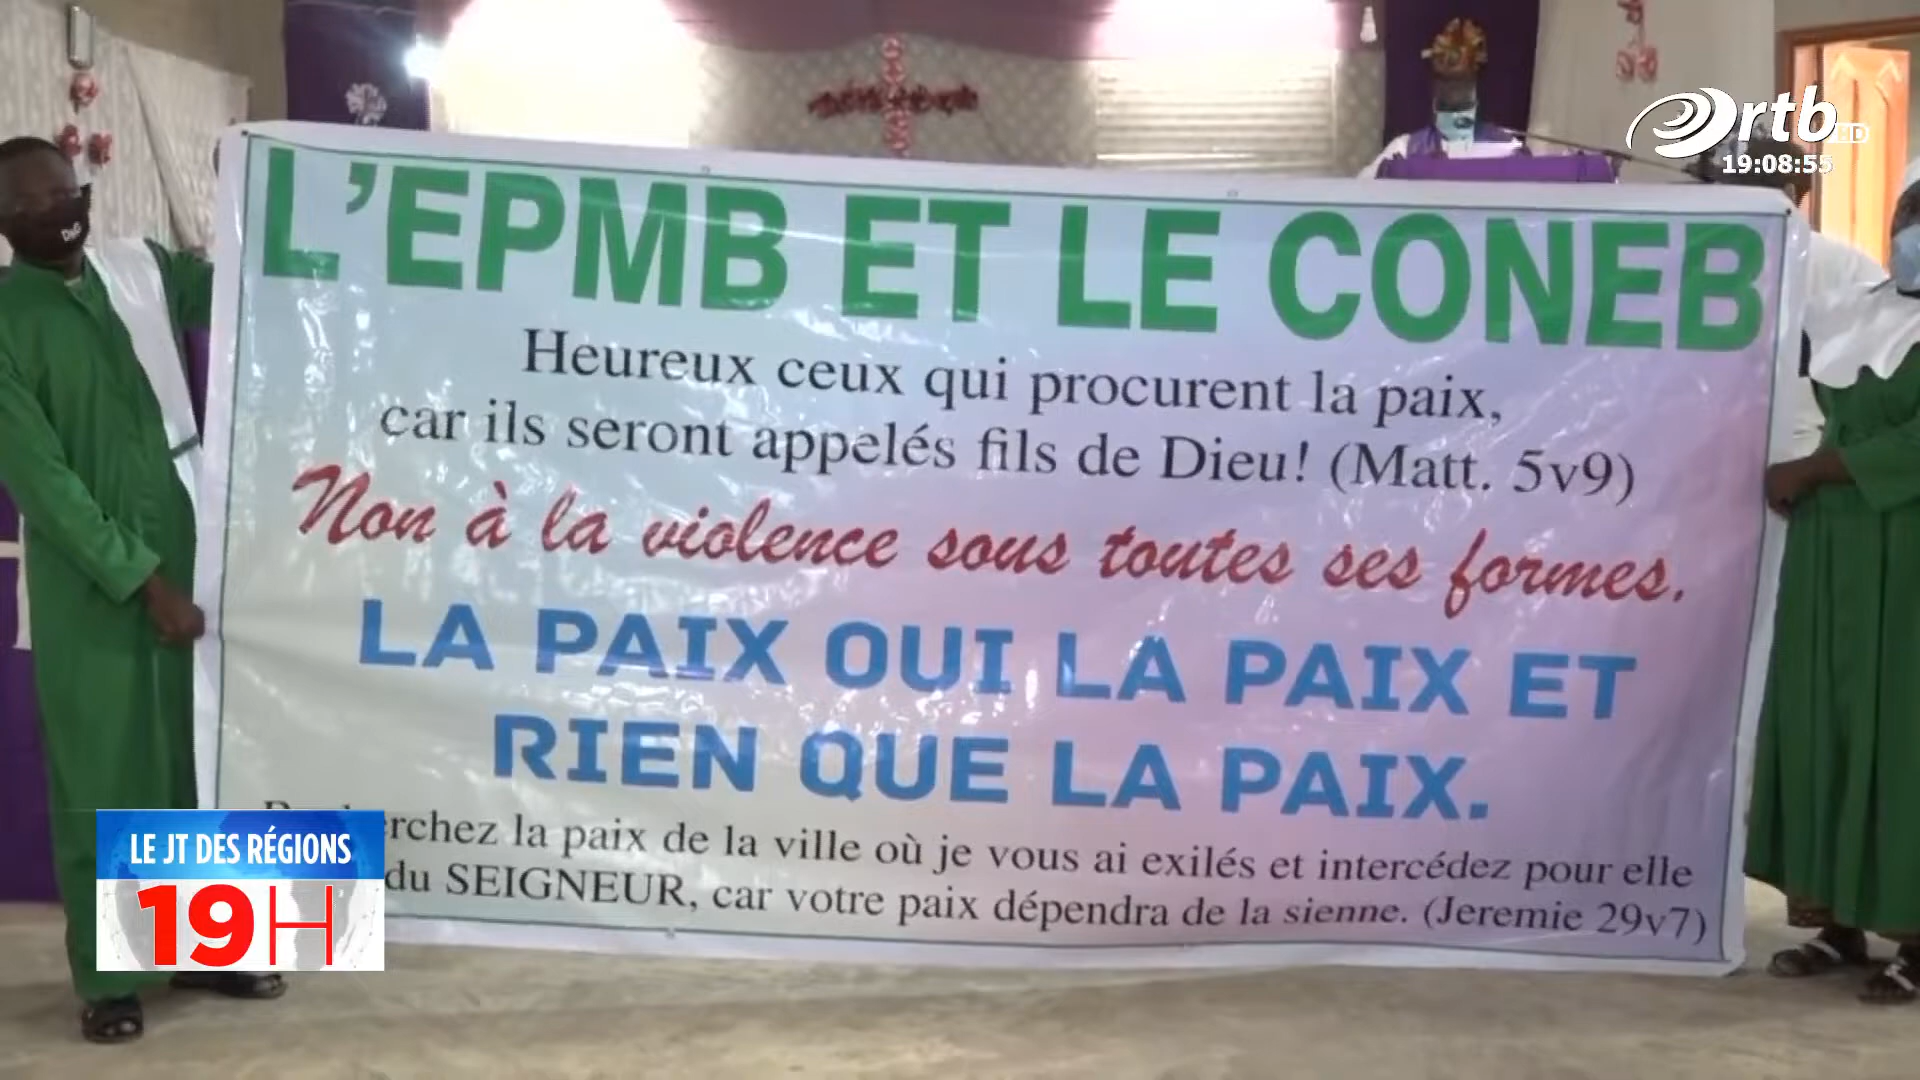 ortb HD
19:08:55
L'EPMB ET LE CONEB
Heureux ceux qui procurent la paix,
car ils seront appelés fils de Dieu! (Matt. 5v9)
Non à la violence sous toutes ses formes.
LA PAIX OUI LA PAIX ET
RIEN QUE LA PAIX.
la paix de la ville où je vous ai exilés et intercédez pour elle
du SEIGNEUR, car votre paix dépendra de la sienne. (Jeremie 29v7)
LE JT DES RÉGIONS
19H
D&G